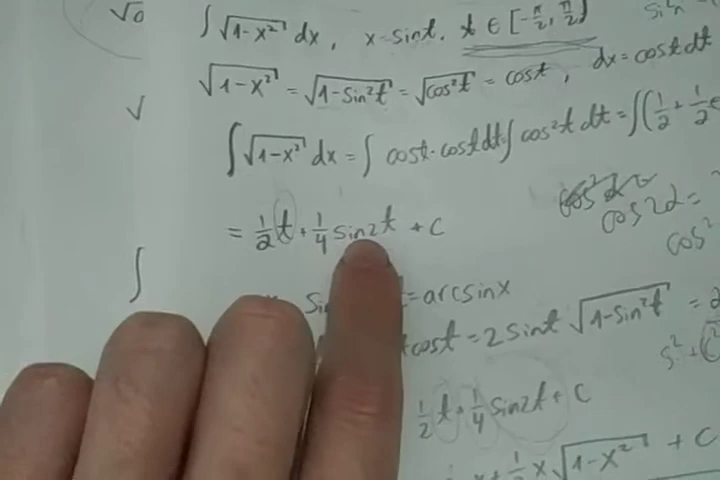 √0 ∫ √1-x² dx, x=sint. t ∈ [-π/2, π/2]
√1-x² = √1-sin²t = √cos²t = cost, dx = costdt
√
∫ √1-x² dx = ∫ cost·costdt ∫ cos²t dt = ∫(1/2 + 1/2
cos2α =
= 1/2 t + 1/4 sin2t + C
cos²
∫
=arcsinx
cost = 2sint √1-sin²t = 2
1/2 t + 1/4 sin2t + C
x √1-x² + C